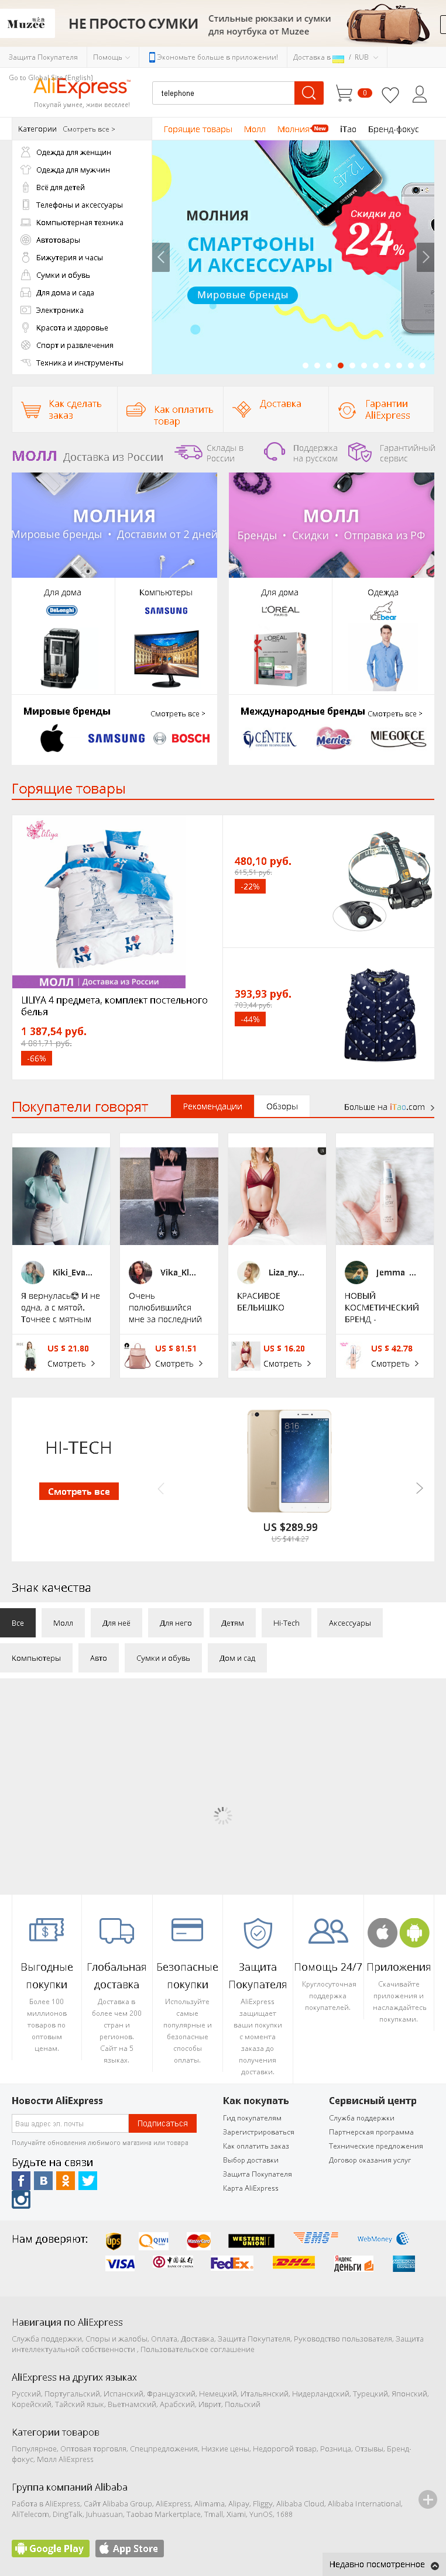 Muzee
НЕ ПРОСТО СУМКИ
Стильные рюкзаки и сумки
для ноутбука от Muzee
Защита Покупателя
Помощь
Экономьте больше в приложении!
Доставка в / RUB
Go to Global Site (English)
AliExpress
Покупай умнее, живи веселее!
telephone
0
Категории Смотреть все >
Горящие товары
Молл
Молния New
iTao
Бренд-фокус
Одежда для женщин
Одежда для мужчин
Всё для детей
Телефоны и аксессуары
Компьютерная техника
Автотовары
Бижутерия и часы
Сумки и обувь
Для дома и сада
Электроника
Красота и здоровье
Спорт и развлечения
Техника и инструменты
МОЛНИЯ
СМАРТФОНЫ
И АКСЕССУАРЫ
Мировые бренды
Скидки до
24%
Как сделать
заказ
Как оплатить
товар
Доставка
Гарантии
AliExpress
МОЛЛ Доставка из России
Склады в
России
Поддержка
на русском
Гарантийный
сервис
МОЛНИЯ
Мировые бренды • Доставим от 2 дней
МОЛЛ
Бренды • Скидки • Отправка из РФ
Для дома
Компьютеры
Для дома
Одежда
DeLonghi
SAMSUNG
L'ORÉAL
PARIS
ICEbear
L'ORÉAL
Мировые бренды
Смотреть все >
Международные бренды
Смотреть все >
SAMSUNG
BOSCH
CENTEK
Merries
MIEGOFCE
Горящие товары
liliya
I NY
МОЛЛ | Доставка из России
LILIYA 4 предмета, комплект постельного
белья
1 387,54 руб.
4 081,71 руб.
-66%
480,10 руб.
615,51 руб.
-22%
393,93 руб.
703,44 руб.
-44%
Покупатели говорят
Рекомендации
Обзоры
Больше на iTao.com
Kiki_Eva...
Vika_Kl...
Liza_ny...
Jemma_...
Я вернулась И не
одна, а с мятой.
Точнее с мятным
Очень
полюбившийся
мне за последний
КРАСИВОЕ
БЕЛЬИШКО
НОВЫЙ
КОСМЕТИЧЕСКИЙ
БРЕНД -
US $ 21.80
Смотреть
US $ 81.51
Смотреть
US $ 16.20
Смотреть
US $ 42.78
Смотреть
HI-TECH
Смотреть все
US $289.99
US $414.27
Знак качества
Все
Молл
Для неё
Для него
Детям
Hi-Tech
Аксессуары
Компьютеры
Авто
Сумки и обувь
Дом и сад
Выгодные
покупки
Более 100
миллионов
товаров по
оптовым
ценам.
Глобальная
доставка
Доставка в
более чем 200
стран и
регионов.
Сайт на 5
языках.
Безопасные
покупки
Используйте
самые
популярные и
безопасные
способы
оплаты.
Защита
Покупателя
AliExpress
защищает
ваши покупки
с момента
заказа до
получения
доставки.
Помощь 24/7
Круглосуточная
поддержка
покупателей.
Приложения
Скачивайте
приложения и
наслаждайтесь
покупками.
Новости AliExpress
Ваш адрес эл. почты
Подписаться
Получайте обновления любимого магазина или товара
Будьте на связи
Как покупать
Гид покупателям
Зарегистрироваться
Как оплатить заказ
Выбор доставки
Защита Покупателя
Карта AliExpress
Сервисный центр
Служба поддержки
Партнерская программа
Технические предложения
Договор оказания услуг
Нам доверяют:
ups
QIWI
MasterCard
WESTERN UNION
EMS
WebMoney
VISA
中国银行
BANK OF CHINA
FedEx
DHL
Яндекс
деньги
Навигация по AliExpress
Служба поддержки, Споры и жалобы, Оплата, Доставка, Защита Покупателя, Руководство пользователя, Защита
интеллектуальной собственности , Пользовательское соглашение
AliExpress на других языках
Русский, Португальский, Испанский, Французский, Немецкий, Итальянский, Нидерландский, Турецкий, Японский,
Корейский, Тайский язык, Вьетнамский, Арабский, Иврит, Польский
Категории товаров
Популярное, Оптовая торговля, Спецпредложения, Низкие цены, Недорогой товар, Розница, Отзывы, Бренд-
фокус, Молл AliExpress
Группа компаний Alibaba
Работа в AliExpress, Сайт Alibaba Group, AliExpress, Alimama, Alipay, Fliggy, Alibaba Cloud, Alibaba International,
AliTelecom, DingTalk, Juhuasuan, Taobao Marketplace, Tmall, Xiami, YunOS, 1688
Google Play
App Store
Недавно посмотренное